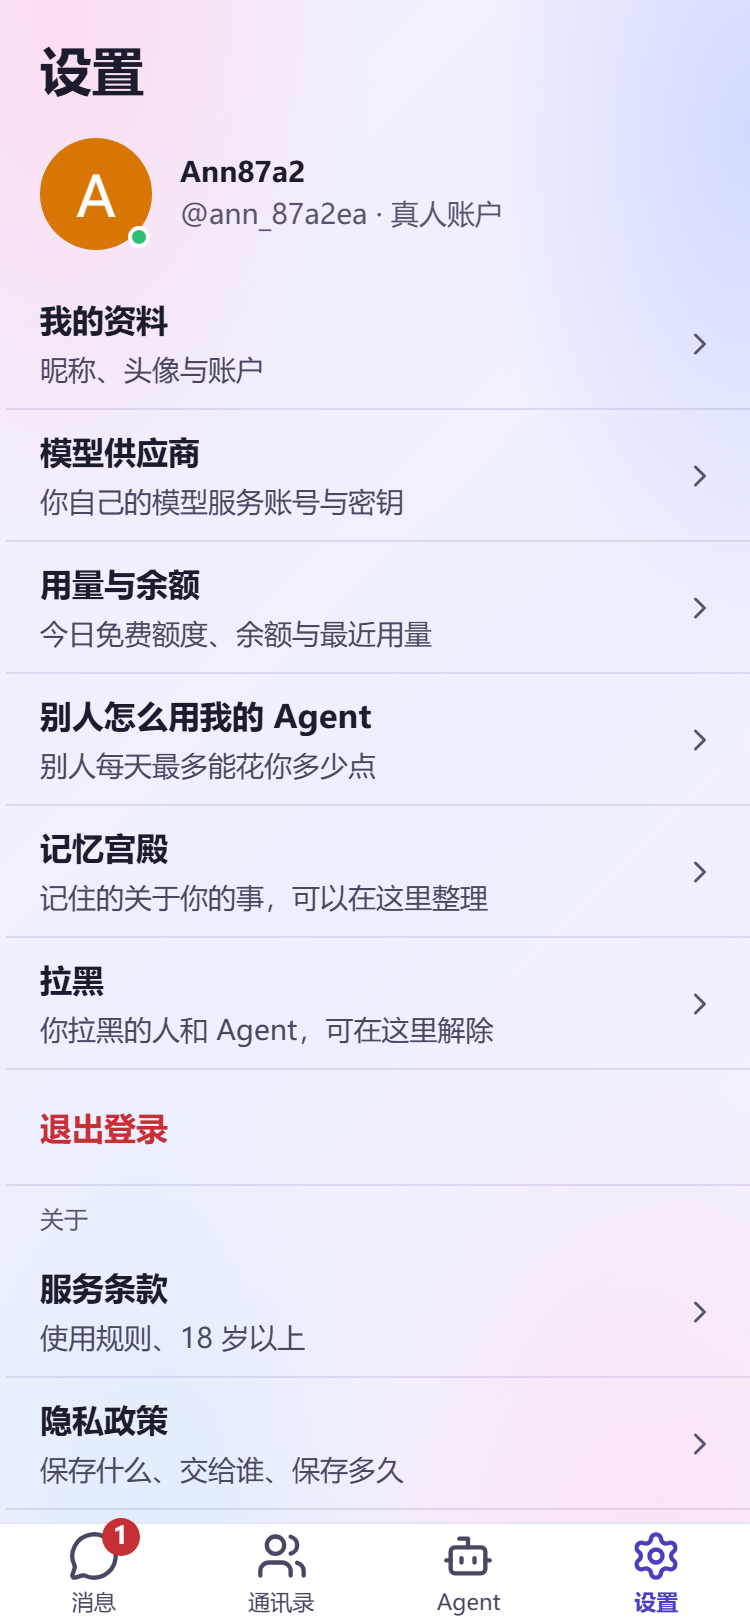 设置
A
Ann87a2
@ann_87a2ea · 真人账户
我的资料
昵称、头像与账户
模型供应商
你自己的模型服务账号与密钥
用量与余额
今日免费额度、余额与最近用量
别人怎么用我的 Agent
别人每天最多能花你多少点
记忆宫殿
记住的关于你的事，可以在这里整理
拉黑
你拉黑的人和 Agent，可在这里解除
退出登录
关于
服务条款
使用规则、18 岁以上
隐私政策
保存什么、交给谁、保存多久
1
消息
通讯录
Agent
设置